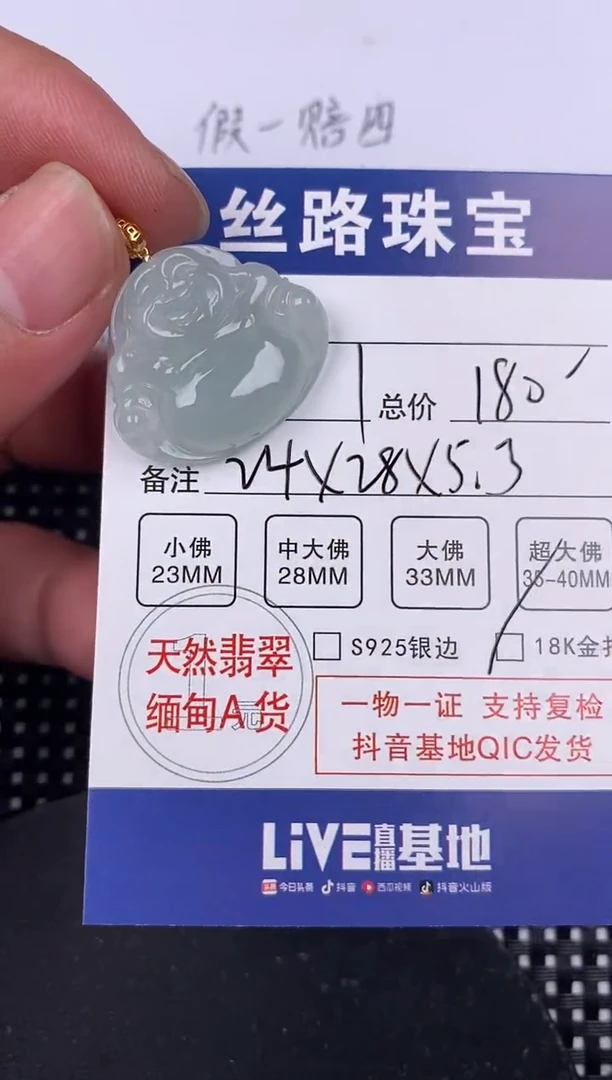 假一赔四
丝路珠宝
总价 180
备注 24X28X5.3
小佛 中大佛 大佛 超大佛
23MM 28MM 33MM 35-40MM
S925银边 18K金
天然翡翠
缅甸A货
一物一证 支持复检
抖音基地QIC发货
LiVE直播基地
今日头条 抖音 西瓜视频 抖音火山版